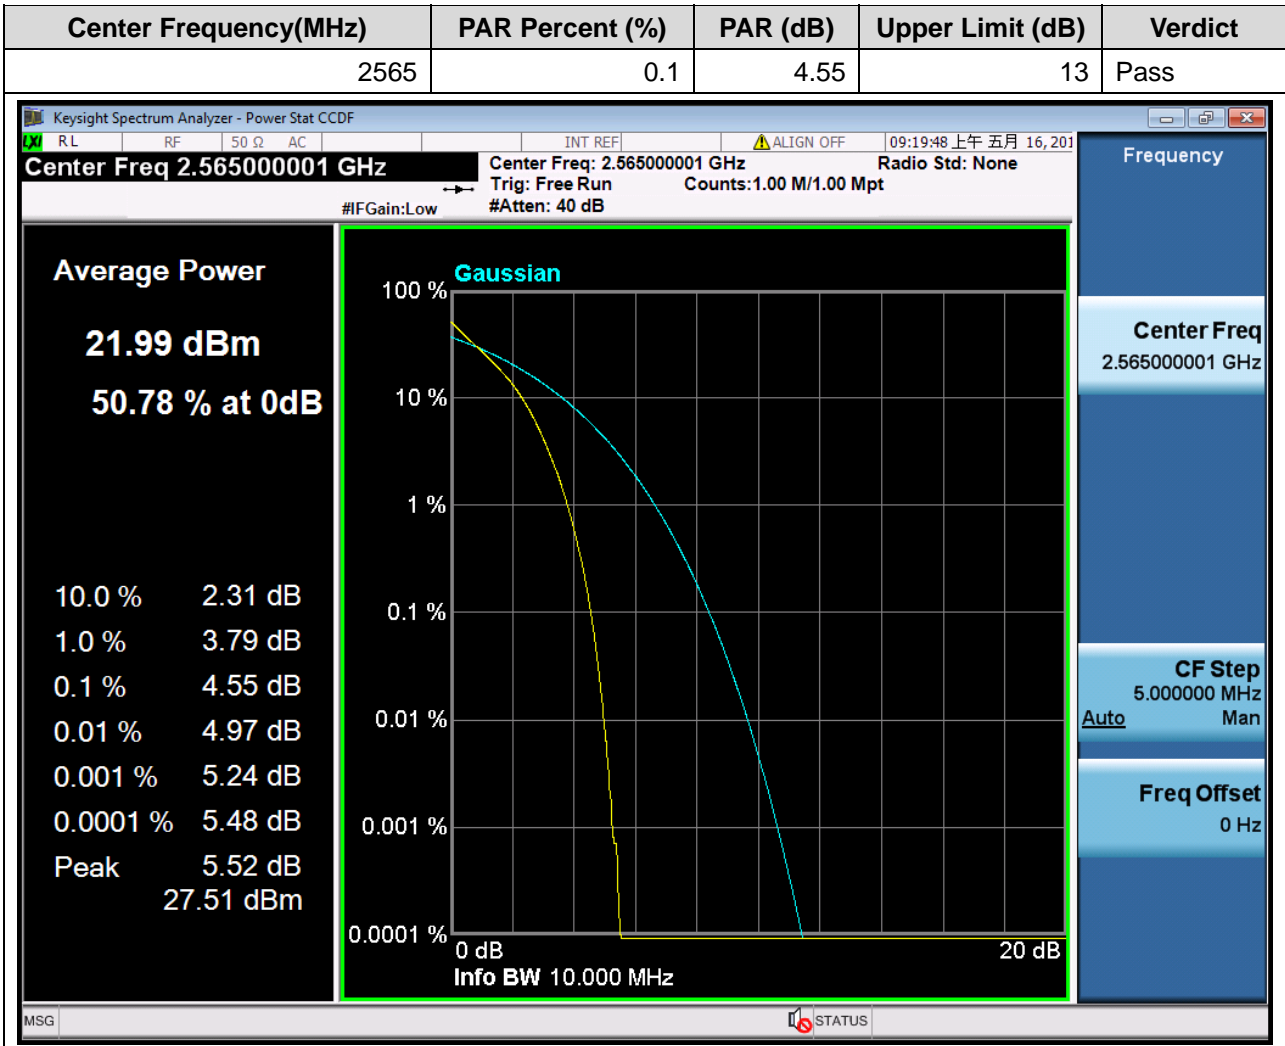 Center Frequency(MHz) PAR Percent (%) PAR (dB) Upper Limit (dB) Verdict
2565 0.1 4.55 13 Pass
Keysight Spectrum Analyzer - Power Stat CCDF
LXI RL RF 50 Ω AC INT REF ALIGN OFF 09:19:48 上午 五月 16, 201
Center Freq 2.565000001 GHz
Center Freq: 2.565000001 GHz Radio Std: None
Trig: Free Run Counts:1.00 M/1.00 Mpt
#IFGain:Low #Atten: 40 dB
Average Power
21.99 dBm
50.78 % at 0dB
10.0 % 2.31 dB
1.0 % 3.79 dB
0.1 % 4.55 dB
0.01 % 4.97 dB
0.001 % 5.24 dB
0.0001 % 5.48 dB
Peak 5.52 dB
27.51 dBm
Gaussian
100 %
10 %
1 %
0.1 %
0.01 %
0.001 %
0.0001 %
0 dB 20 dB
Info BW 10.000 MHz
Frequency
Center Freq
2.565000001 GHz
CF Step
5.000000 MHz
Auto Man
Freq Offset
0 Hz
MSG STATUS